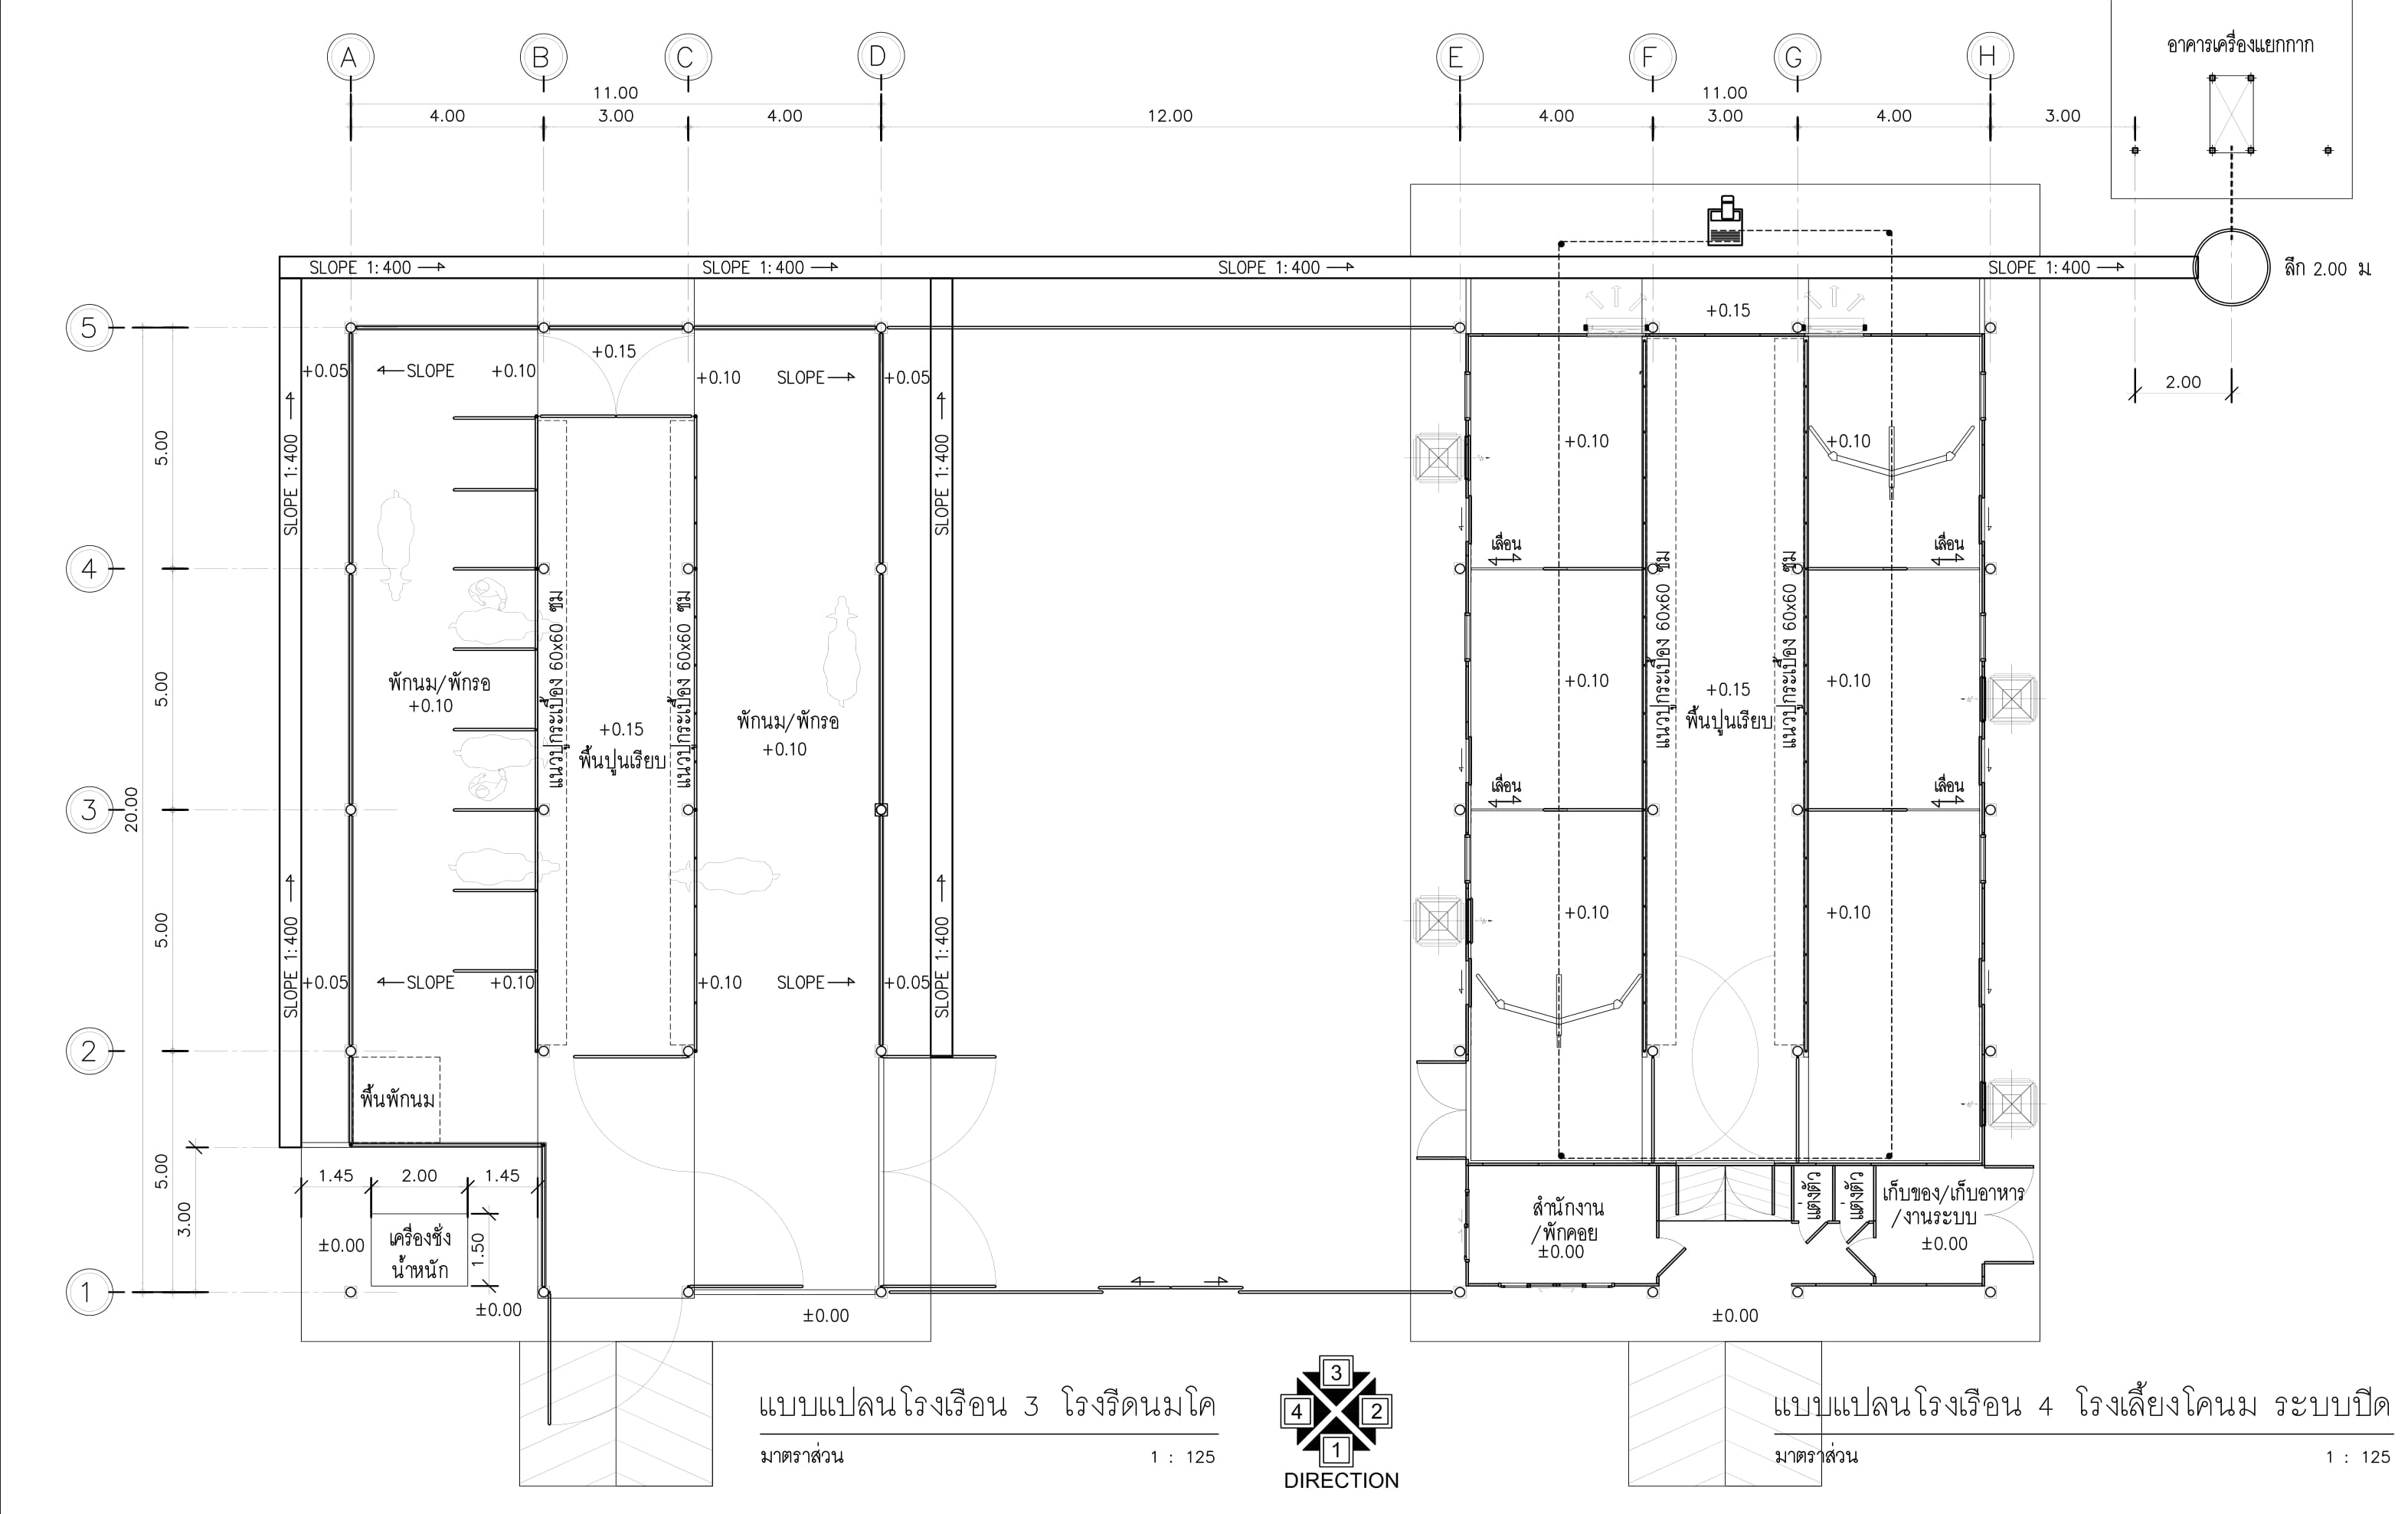 A B C D E F G H
อาคารเครื่องแยกกาก
11.00 11.00
4.00 3.00 4.00 12.00 4.00 3.00 4.00 3.00
SLOPE 1:400 SLOPE 1:400 SLOPE 1:400 SLOPE 1:400
ลึก 2.00 ม
+0.15
5
+0.15
+0.05 SLOPE +0.10 +0.10 SLOPE +0.05
2.00
5.00
SLOPE 1:400 SLOPE 1:400
+0.10 +0.10
เลื่อน เลื่อน
4
แนวปูกระเบื้อง 60x60 ซม แนวปูกระเบื้อง 60x60 ซม
แนวปูกระเบื้อง 60x60 ซม แนวปูกระเบื้อง 60x60 ซม
5.00
พักนม/พักรอ
+0.10
พักนม/พักรอ
+0.10
+0.15
พื้นปูนเรียบ
+0.10
+0.15
พื้นปูนเรียบ
+0.10
เลื่อน เลื่อน
3
20.00
5.00
SLOPE 1:400 SLOPE 1:400
+0.10 +0.10
+0.05 SLOPE +0.10 +0.10 SLOPE +0.05
2
พื้นพักนม
5.00
3.00
1.45 2.00 1.45
1.50
±0.00
เครื่องชั่ง
น้ำหนัก
±0.00
สำนักงาน
/พักคอย
±0.00
แต่งตัว แต่งตัว
เก็บของ/เก็บอาหาร
/งานระบบ
±0.00
1
±0.00 ±0.00
แบบแปลนโรงเรือน 3 โรงรีดนมโค
มาตราส่วน 1 : 125
3
4 2
1
DIRECTION
แบบแปลนโรงเรือน 4 โรงเลี้ยงโคนม ระบบปิด
มาตราส่วน 1 : 125